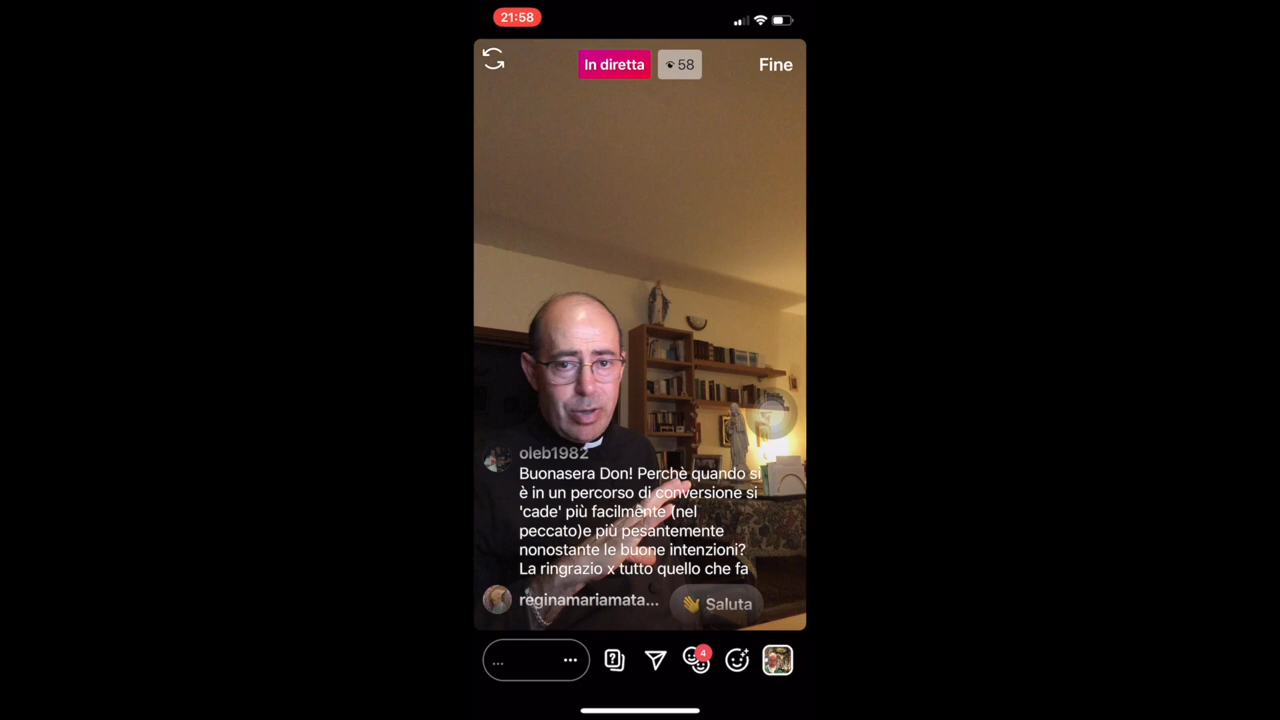 21:58
In diretta
58
Fine
oleb1982
Buonasera Don! Perchè quando si
è in un percorso di conversione si
'cade' più facilmente (nel
peccato)e più pesantemente
nonostante le buone intenzioni?
La ringrazio x tutto quello che fa
reginamariamata...
👋 Saluta
...
4